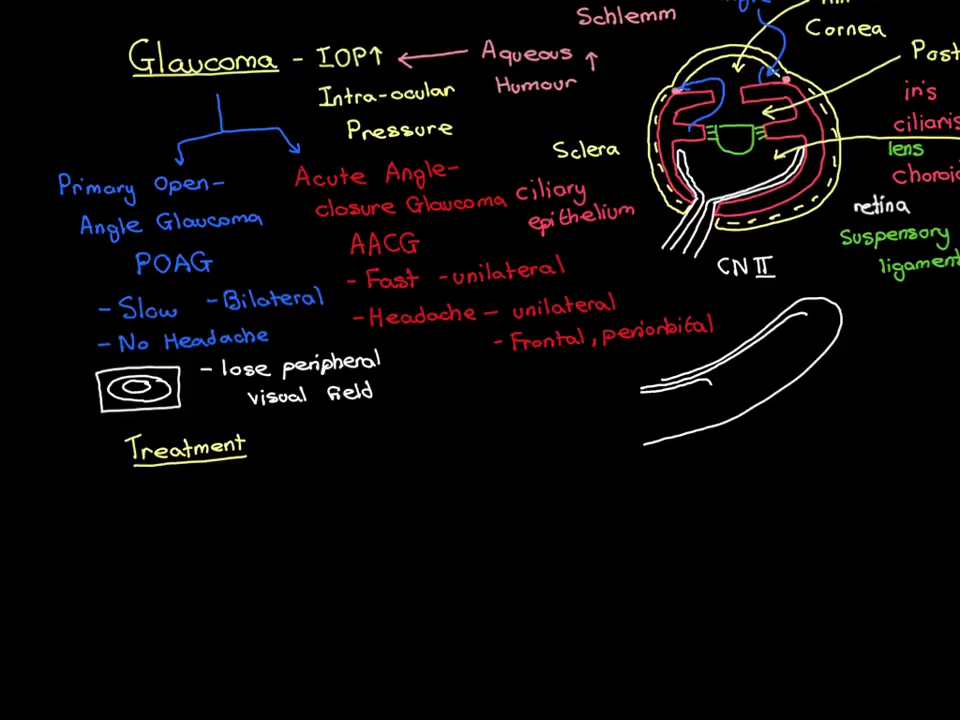 Schlemm
Cornea
Glaucoma - IOP↑ ← Aqueous ↑
Humour
Intra-ocular
Pressure
Post
iris
ciliaris
lens
choroid
retina
Suspensory
ligament
Sclera
ciliary
epithelium
CN II
Primary Open-
Angle Glaucoma
POAG
- Slow - Bilateral
- No Headache
- lose peripheral
visual field
Acute Angle-
closure Glaucoma
AACG
- Fast - unilateral
- Headache - unilateral
- Frontal, periorbital
Treatment